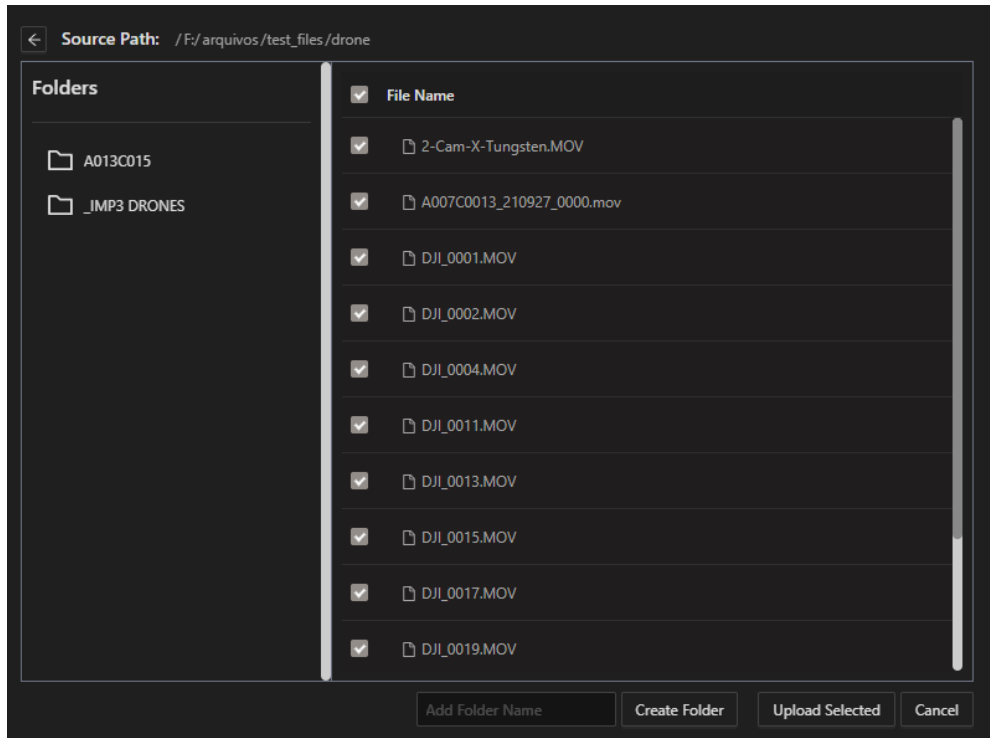 Source Path: /F:/arquivos/test_files/drone
Folders
A013C015
_IMP3 DRONES
File Name
2-Cam-X-Tungsten.MOV
A007C0013_210927_0000.mov
DJI_0001.MOV
DJI_0002.MOV
DJI_0004.MOV
DJI_0011.MOV
DJI_0013.MOV
DJI_0015.MOV
DJI_0017.MOV
DJI_0019.MOV
Add Folder Name Create Folder Upload Selected Cancel